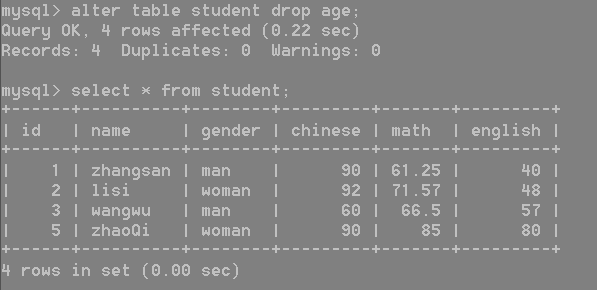 mysql> alter table student drop age;
Query OK, 4 rows affected (0.22 sec)
Records: 4  Duplicates: 0  Warnings: 0

mysql> select * from student;
+------+----------+--------+---------+-------+---------+
| id   | name     | gender | chinese | math  | english |
+------+----------+--------+---------+-------+---------+
|    1 | zhangsan | man    |      90 | 61.25 |      40 |
|    2 | lisi     | woman  |      92 | 71.57 |      48 |
|    3 | wangwu   | man    |      60 |  66.5 |      57 |
|    5 | zhaoQi   | woman  |      90 |    85 |      80 |
+------+----------+--------+---------+-------+---------+
4 rows in set (0.00 sec)